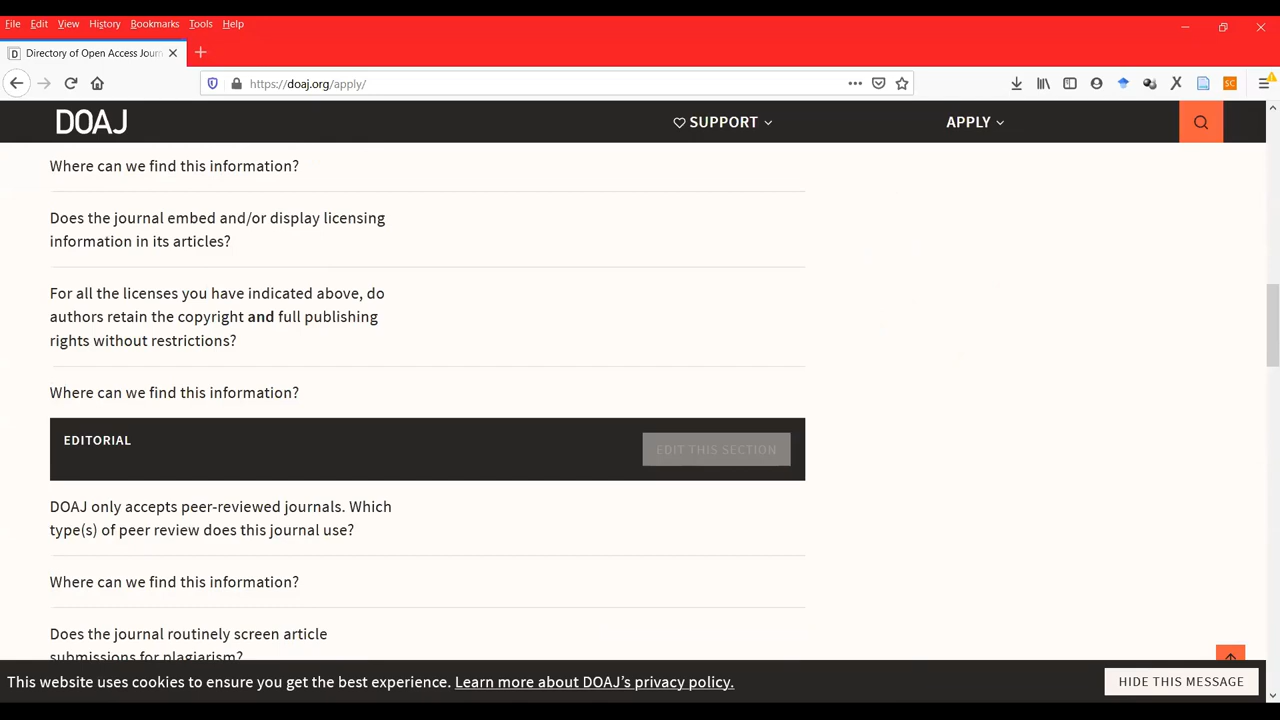 File Edit View History Bookmarks Tools Help
D Directory of Open Access Jour
https://doaj.org/apply/
SC
DOAJ SUPPORT APPLY
Where can we find this information?
Does the journal embed and/or display licensing
information in its articles?
For all the licenses you have indicated above, do
authors retain the copyright and full publishing
rights without restrictions?
Where can we find this information?
EDITORIAL
EDIT THIS SECTION
DOAJ only accepts peer-reviewed journals. Which
type(s) of peer review does this journal use?
Where can we find this information?
Does the journal routinely screen article
submissions for plagiarism?
This website uses cookies to ensure you get the best experience. Learn more about DOAJ’s privacy policy. HIDE THIS MESSAGE